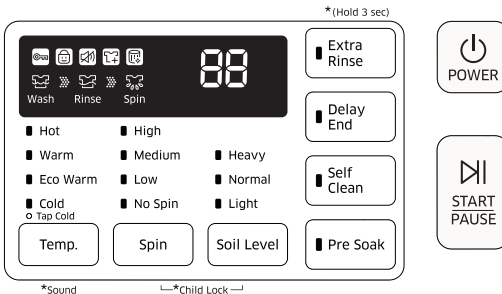 *(Hold 3 sec)
88
Wash Rinse Spin
Extra
Rinse
Delay
End
Self
Clean
Pre Soak
Hot
Warm
Eco Warm
Cold
Tap Cold
High
Medium
Low
No Spin
Heavy
Normal
Light
Temp.
Spin
Soil Level
*Sound
*Child Lock
POWER
START
PAUSE